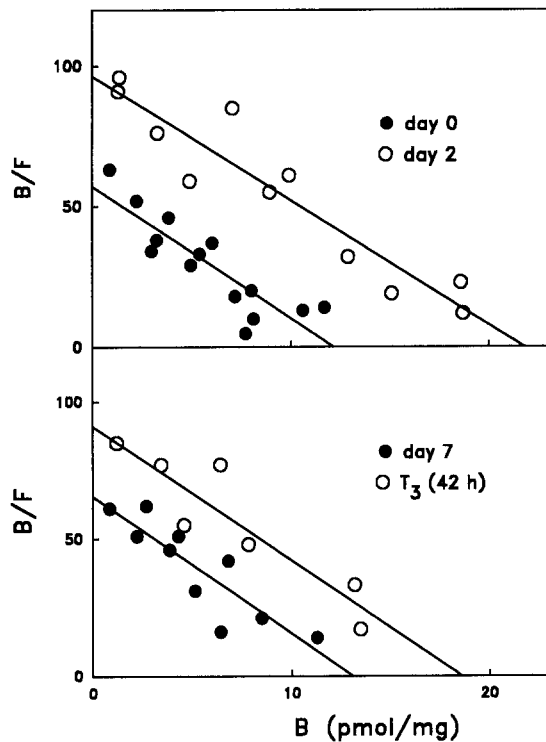 100
50
0
B/F
● day 0
○ day 2
100
50
0
B/F
● day 7
○ T₃ (42 h)
0
10
20
B (pmol/mg)